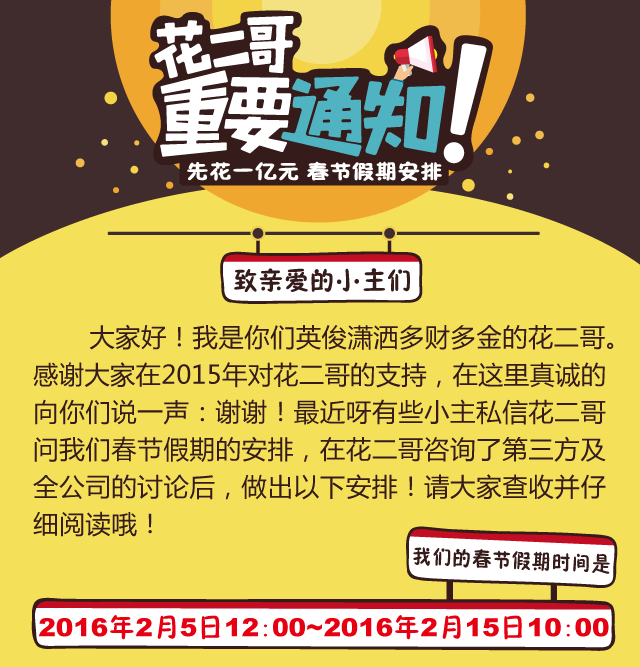 花二哥
重要通知!
先花一亿元 春节假期安排
致亲爱的小主们
大家好！我是你们英俊潇洒多财多金的花二哥。
感谢大家在2015年对花二哥的支持，在这里真诚的
向你们说一声：谢谢！最近呀有些小主私信花二哥
问我们春节假期的安排，在花二哥咨询了第三方及
全公司的讨论后，做出以下安排！请大家查收并仔
细阅读哦！
我们的春节假期时间是
2016年2月5日12:00~2016年2月15日10:00